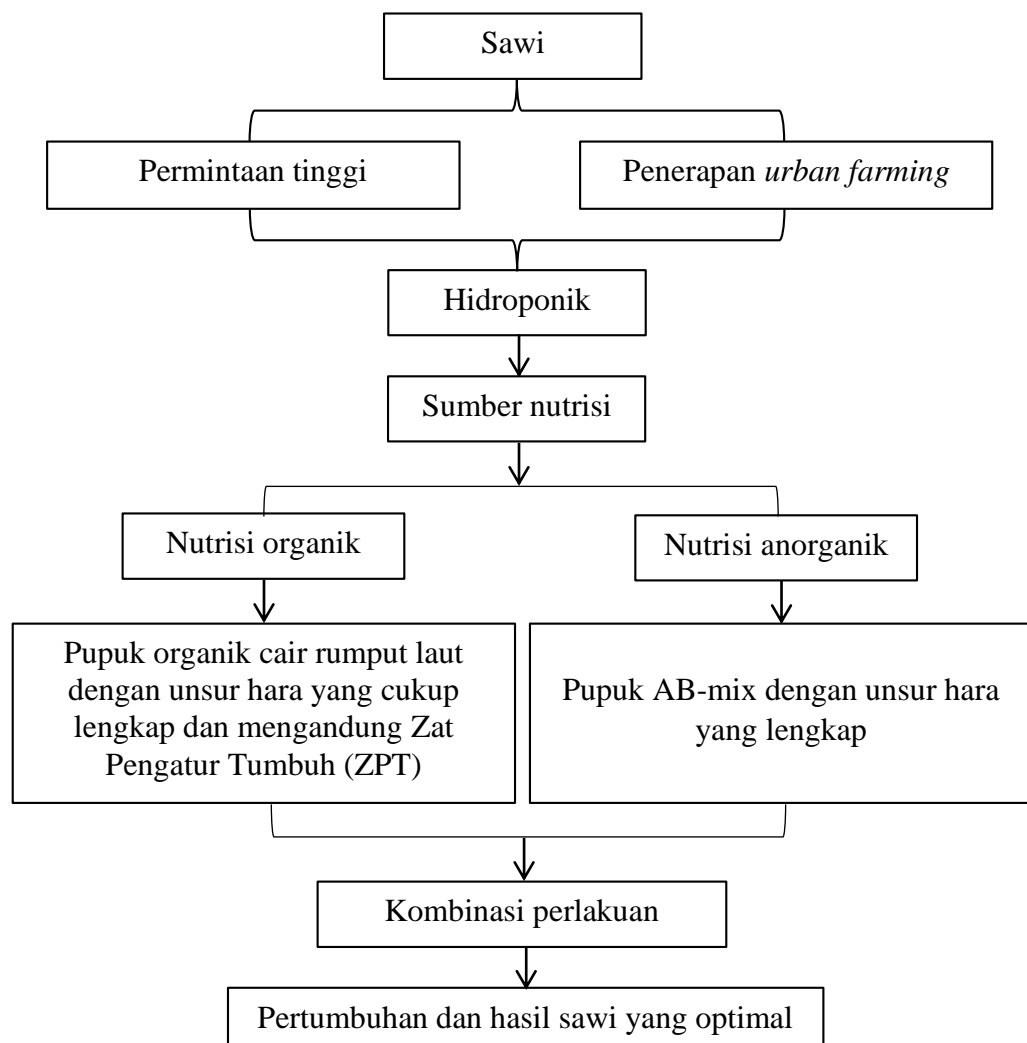 Sawi
Permintaan tinggi
Penerapan urban farming
Hidroponik
Sumber nutrisi
Nutrisi organik
Nutrisi anorganik
Pupuk organik cair rumput laut
dengan unsur hara yang cukup
lengkap dan mengandung Zat
Pengatur Tumbuh (ZPT)
Pupuk AB-mix dengan unsur hara
yang lengkap
Kombinasi perlakuan
Pertumbuhan dan hasil sawi yang optimal